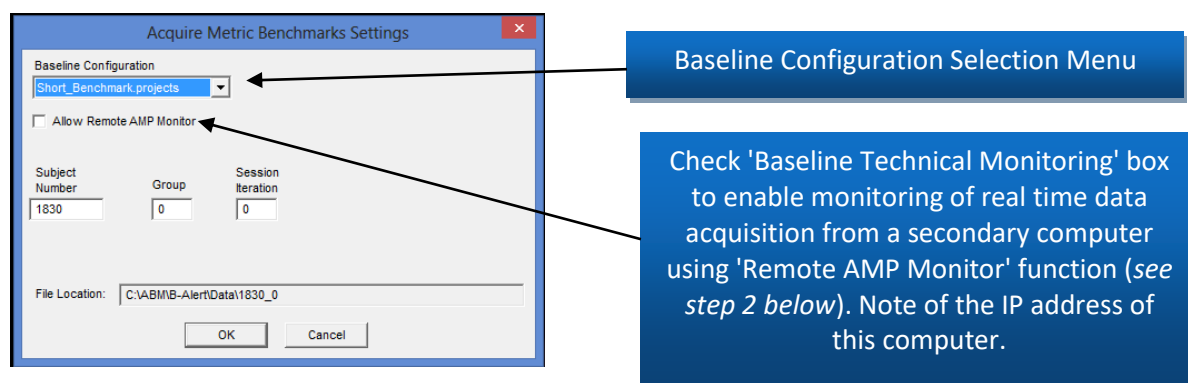 Acquire Metric Benchmarks Settings
Baseline Configuration
Short_Benchmark.projects
Allow Remote AMP Monitor
Subject
Number
Group
Session
Iteration
1830
0
0
File Location:
C:\ABM\B-Alert\Data\1830_0
OK
Cancel
Baseline Configuration Selection Menu
Check 'Baseline Technical Monitoring' box
to enable monitoring of real time data
acquisition from a secondary computer
using 'Remote AMP Monitor' function (see
step 2 below). Note of the IP address of
this computer.